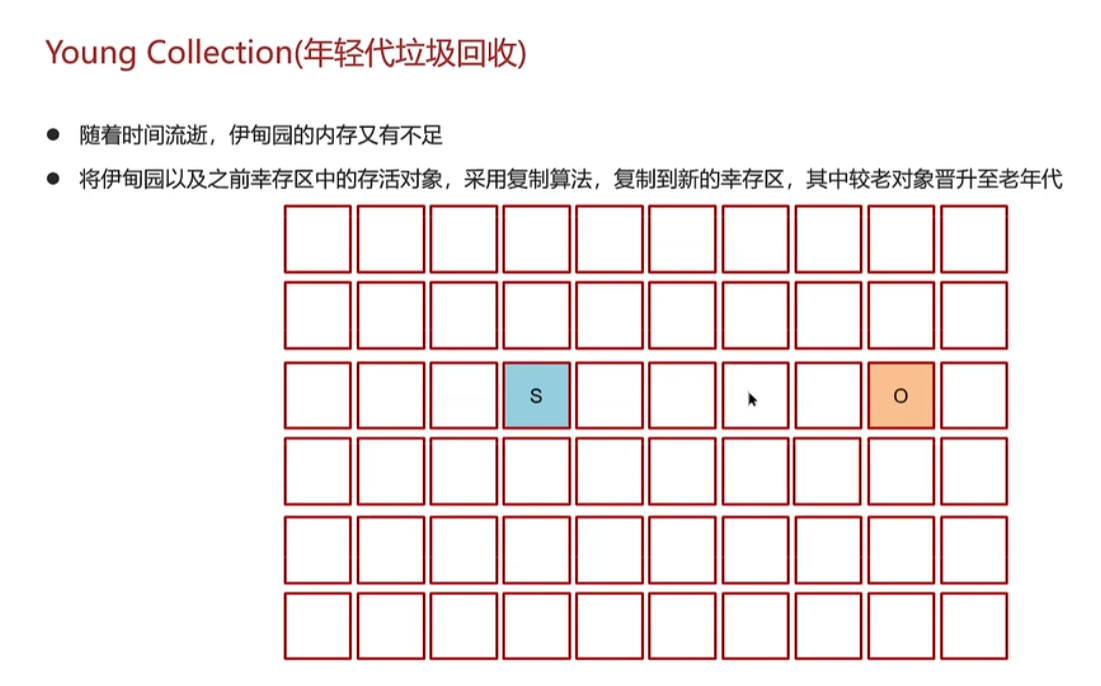 Young Collection(年轻代垃圾回收)
● 随着时间流逝，伊甸园的内存又有不足
● 将伊甸园以及之前幸存区中的存活对象，采用复制算法，复制到新的幸存区，其中较老对象晋升至老年代
S
O